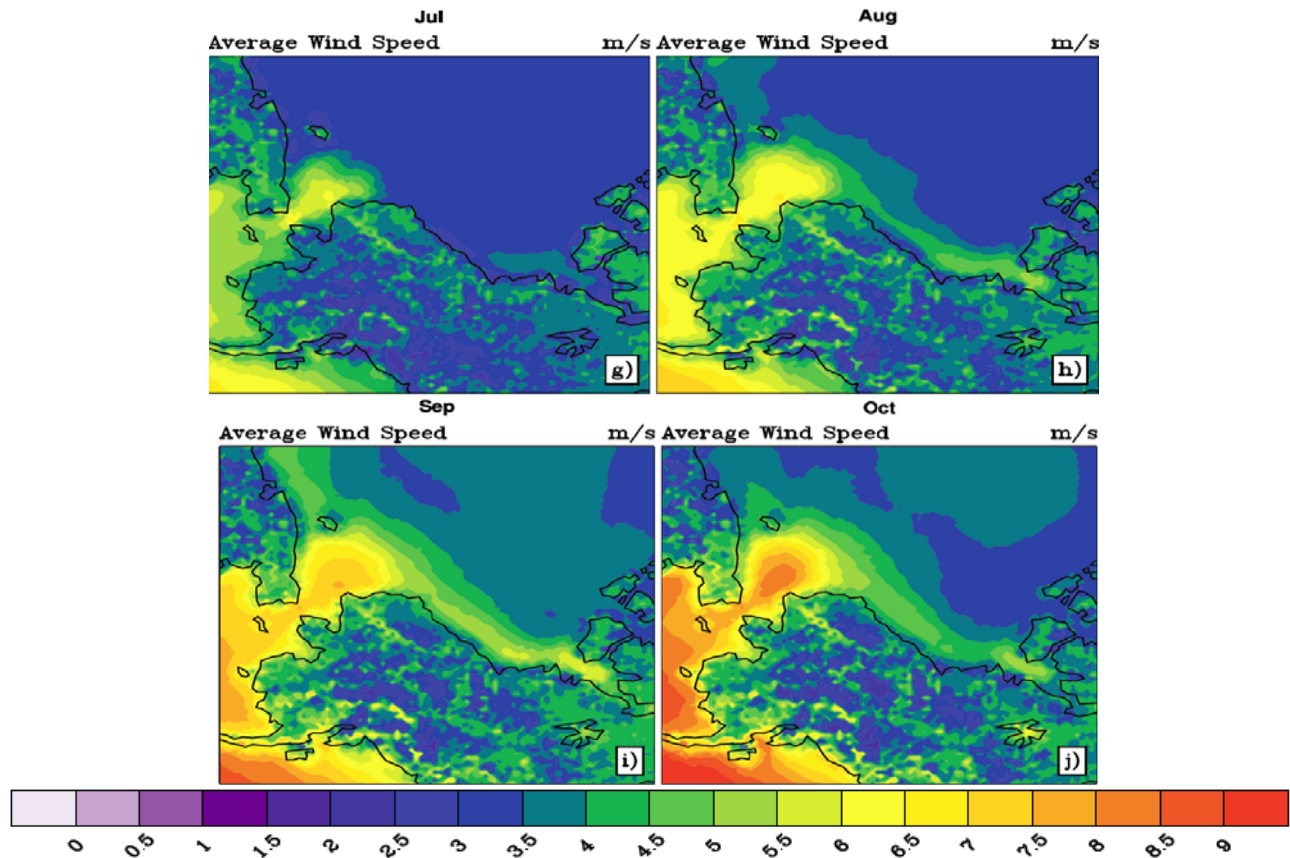 Jul Aug
Average Wind Speed m/s Average Wind Speed m/s
g) h)
Sep Oct
Average Wind Speed m/s Average Wind Speed m/s
i) j)
0 0.5 1 1.5 2 2.5 3 3.5 4 4.5 5 5.5 6 6.5 7 7.5 8 8.5 9